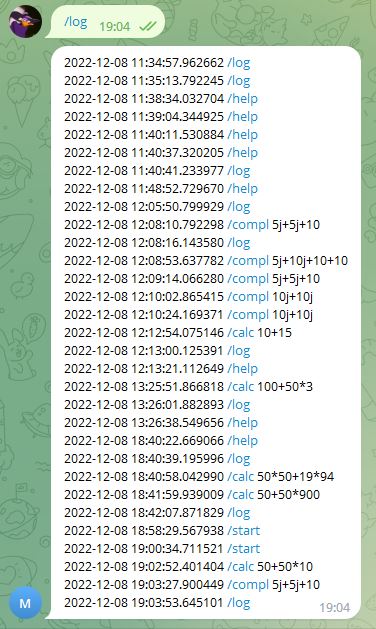 /log 19:04
2022-12-08 11:34:57.962662 /log
2022-12-08 11:35:13.792245 /log
2022-12-08 11:38:34.032704 /help
2022-12-08 11:39:04.344925 /help
2022-12-08 11:40:11.530884 /help
2022-12-08 11:40:37.320205 /help
2022-12-08 11:40:41.233977 /log
2022-12-08 11:48:52.729670 /help
2022-12-08 12:05:50.799929 /log
2022-12-08 12:08:10.792298 /compl 5j+5j+10
2022-12-08 12:08:16.143580 /log
2022-12-08 12:08:53.637782 /compl 5j+10j+10+10
2022-12-08 12:09:14.066280 /compl 5j+5j+10
2022-12-08 12:10:02.865415 /compl 10j+10j
2022-12-08 12:10:24.169371 /compl 10j+10j
2022-12-08 12:12:54.075146 /calc 10+15
2022-12-08 12:13:00.125391 /log
2022-12-08 12:13:21.112649 /help
2022-12-08 13:25:51.866818 /calc 100+50*3
2022-12-08 13:26:01.882893 /log
2022-12-08 13:26:38.549656 /help
2022-12-08 18:40:22.669066 /help
2022-12-08 18:40:39.195996 /log
2022-12-08 18:40:58.042990 /calc 50*50+19*94
2022-12-08 18:41:59.939009 /calc 50+50*900
2022-12-08 18:42:07.871829 /log
2022-12-08 18:58:29.567938 /start
2022-12-08 19:00:34.711521 /start
2022-12-08 19:02:52.401404 /calc 50+50*10
2022-12-08 19:03:27.900449 /compl 5j+5j+10
2022-12-08 19:03:53.645101 /log
19:04
M